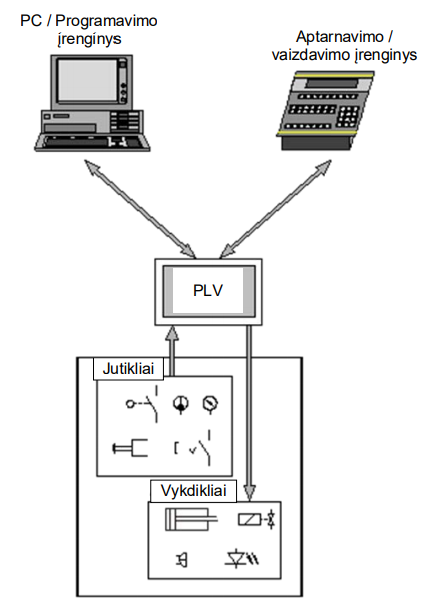 PC / Programavimo
įrenginys
Aptarnavimo /
vaizdavimo įrenginys
PLV
Jutikliai
Vykdikliai